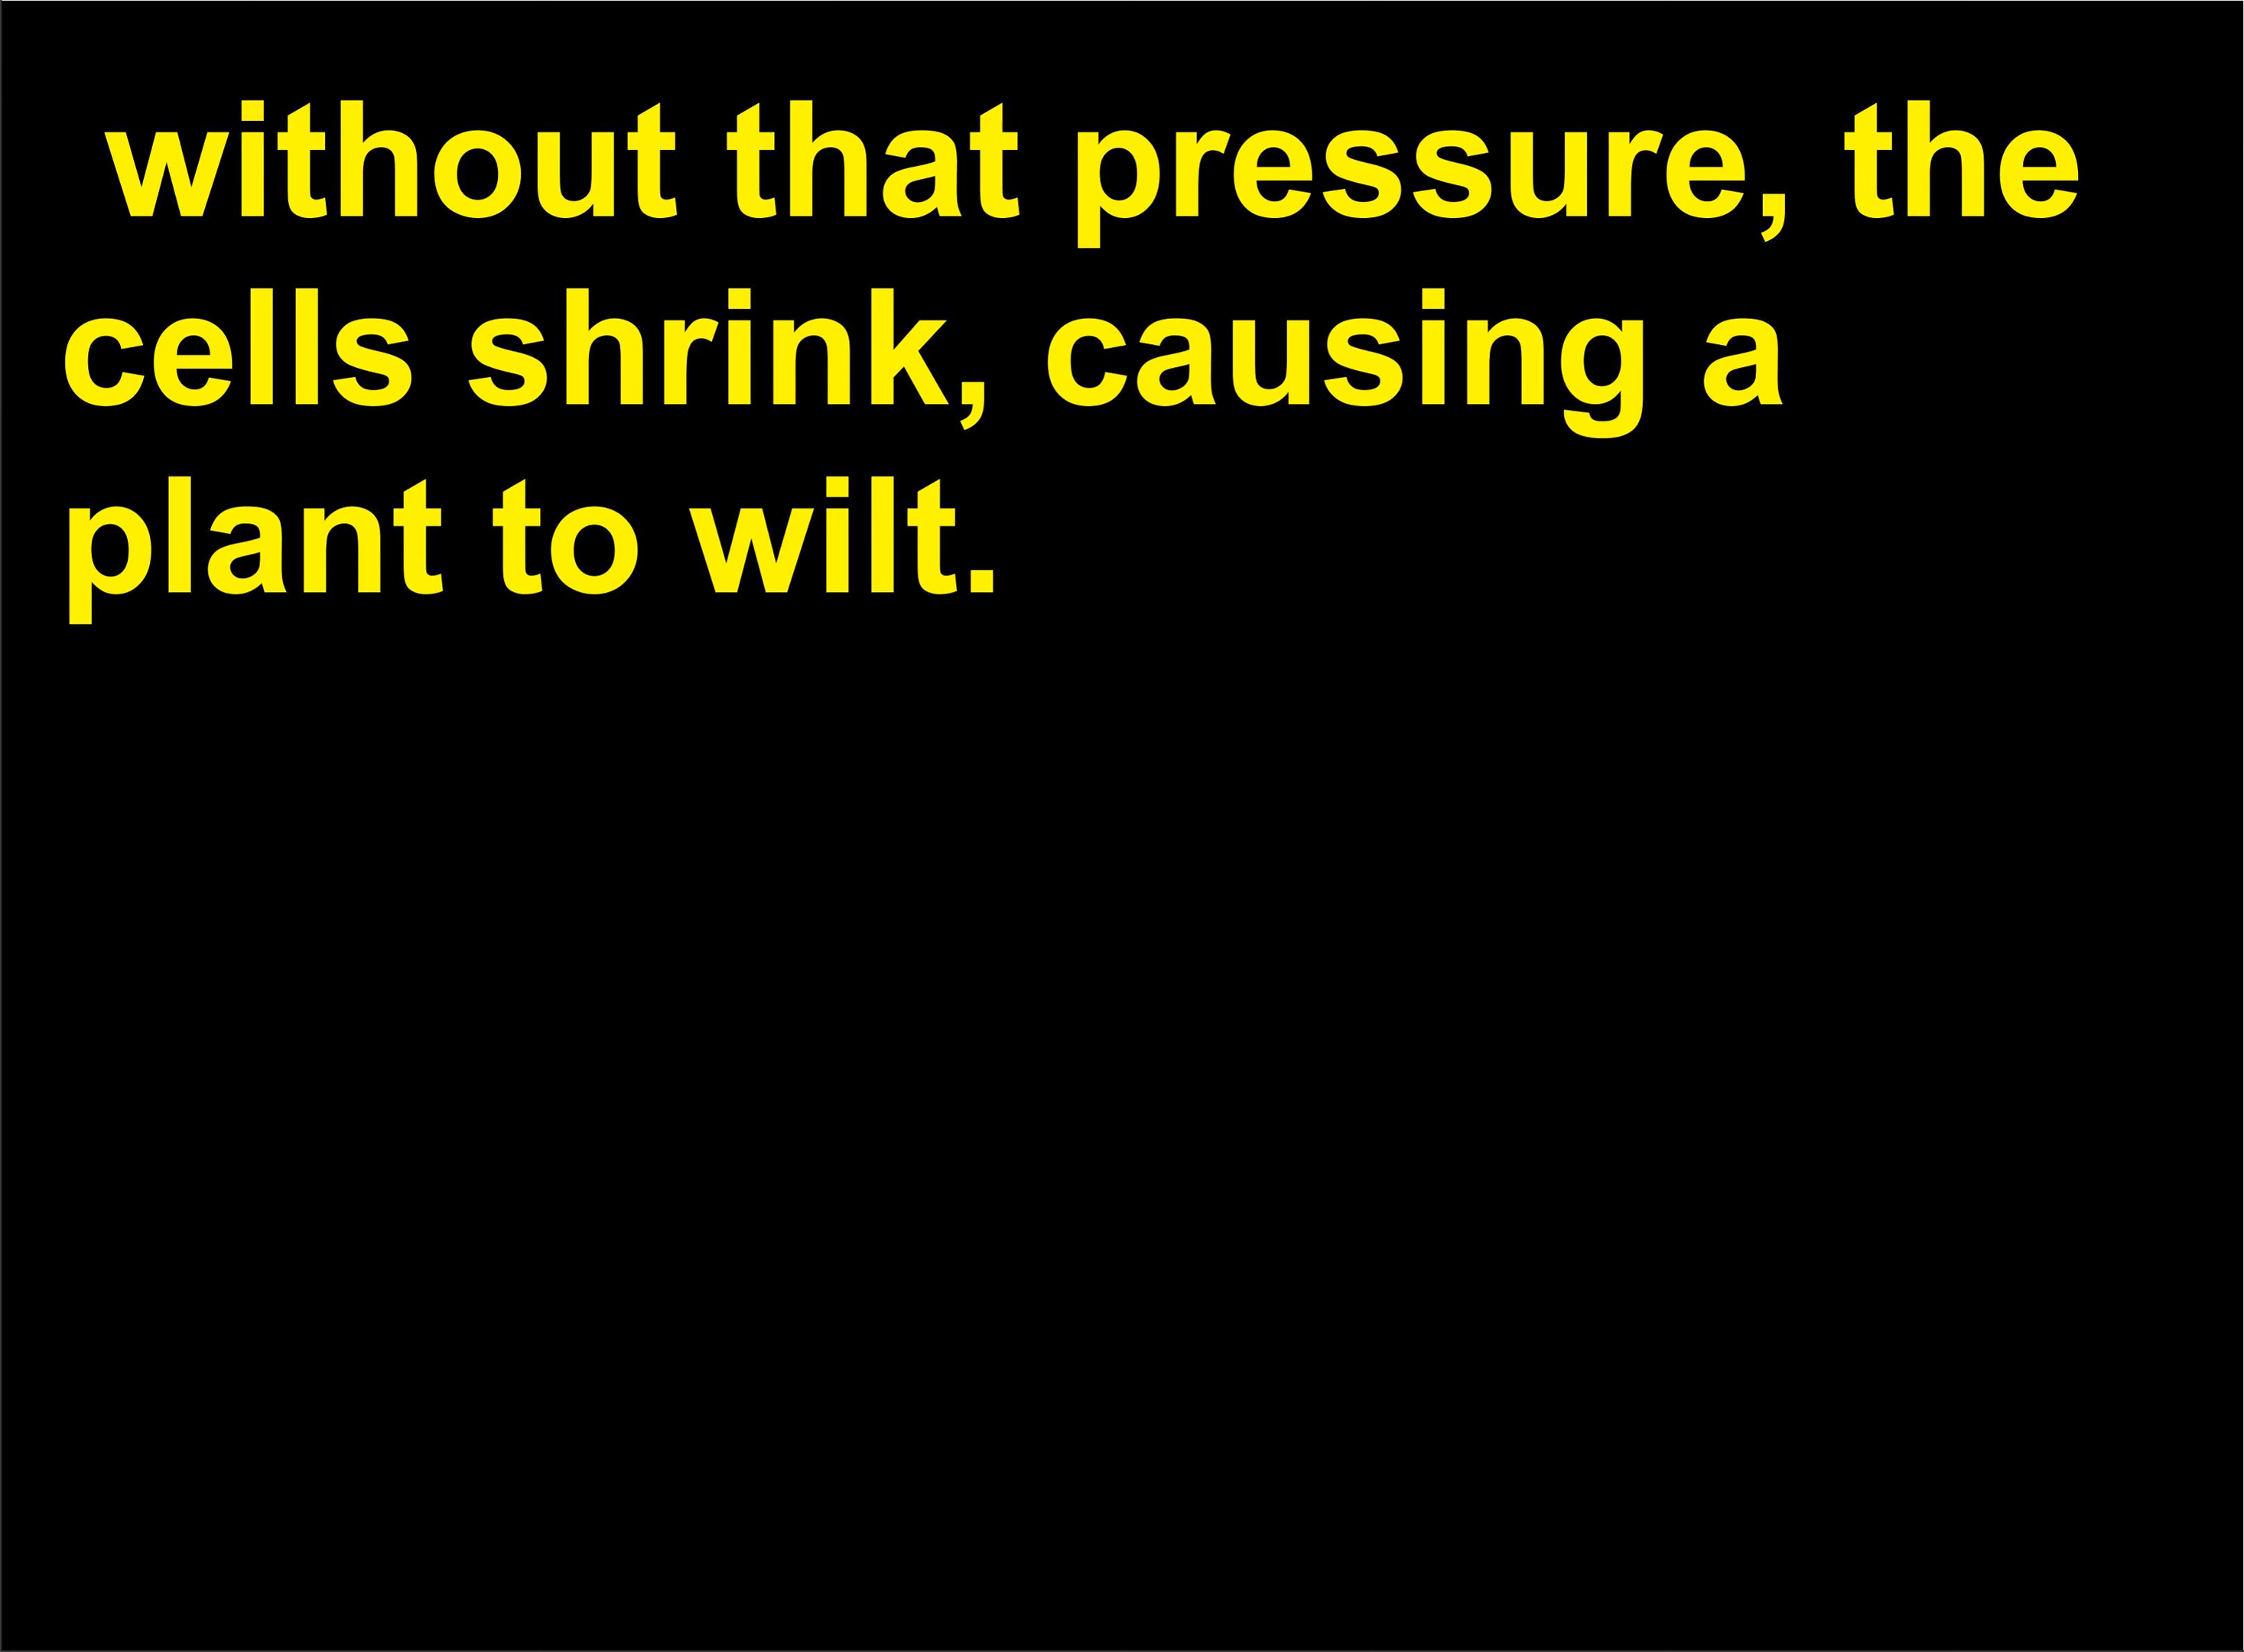 without that pressure, the
cells shrink, causing a
plant to wilt.